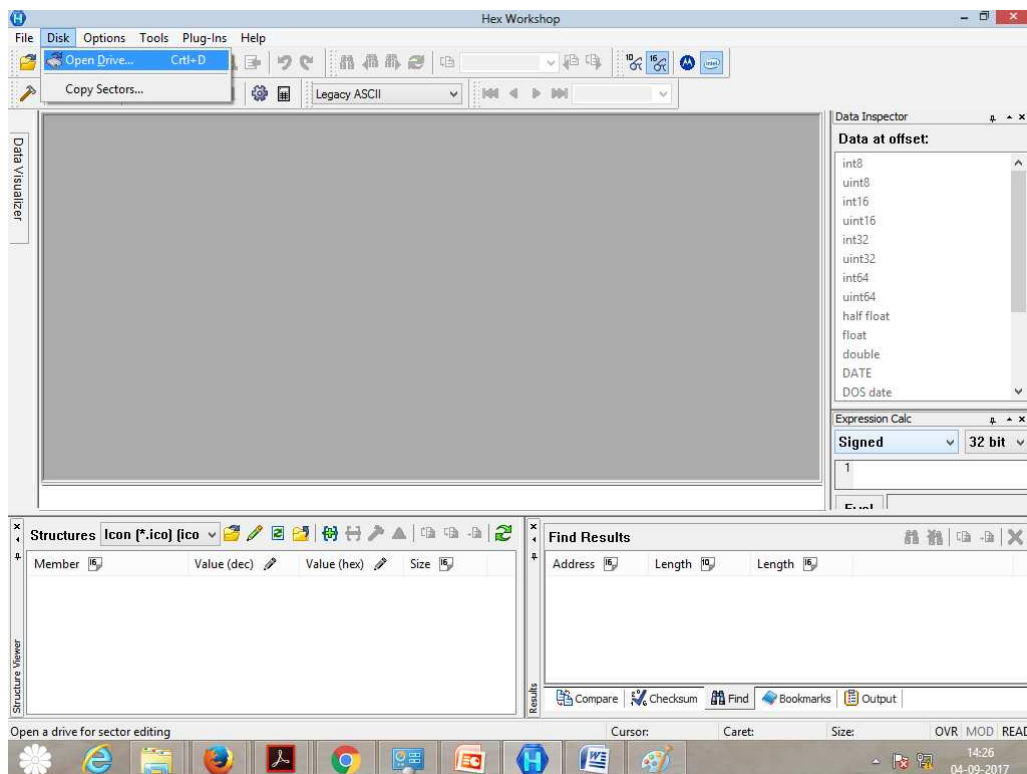 Hex Workshop
File Disk Options Tools Plug-Ins Help
Open Drive... Crtl+D
Copy Sectors...
Legacy ASCII
Data Visualizer
Data Inspector
Data at offset:
int8
uint8
int16
uint16
int32
uint32
int64
uint64
half float
float
double
DATE
DOS date
Expression Calc
Signed 32 bit
1
Structures Icon (*.ico) (ico
Member Value (dec) Value (hex) Size
Structure Viewer
Find Results
Address Length Length
Results
Compare Checksum Find Bookmarks Output
Open a drive for sector editing Cursor: Caret: Size: OVR MOD READ
14:26
04-09-2017